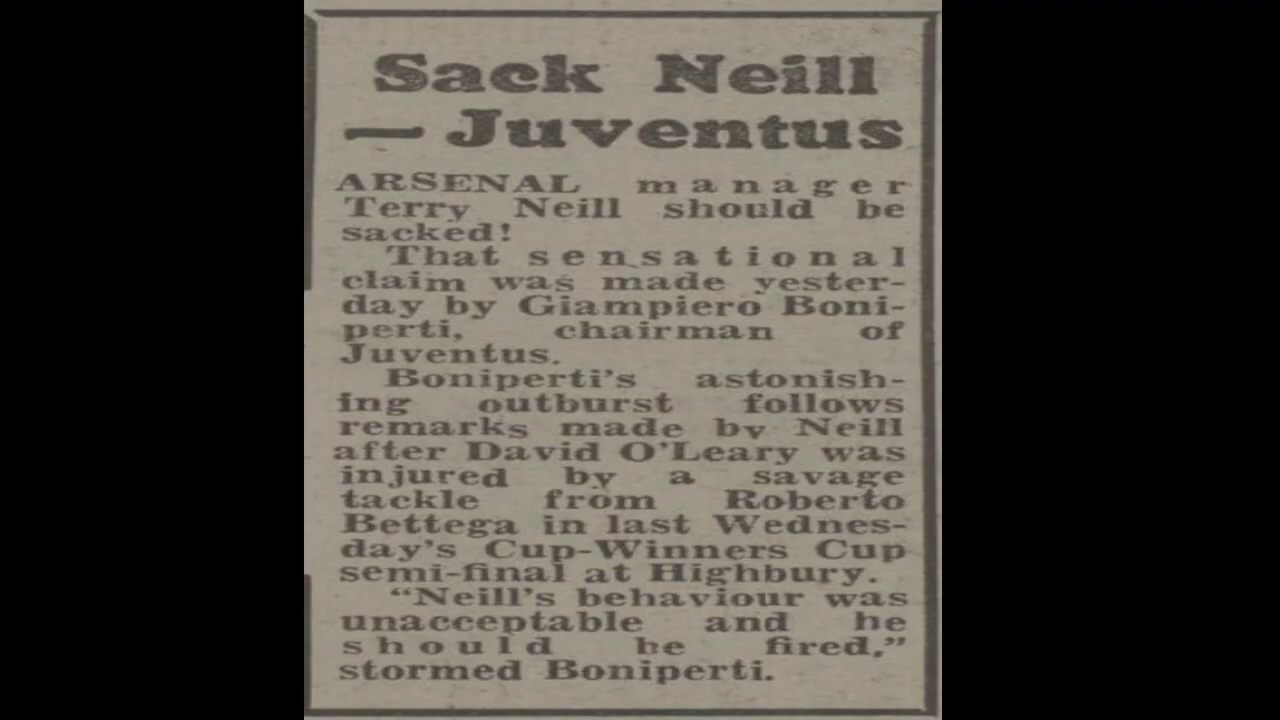 Sack Neill
— Juventus
ARSENAL manager
Terry Neill should be
sacked!
That sensational
claim was made yester-
day by Giampiero Boni-
perti, chairman of
Juventus.
Boniperti's astonish-
ing outburst follows
remarks made by Neill
after David O'Leary was
injured by a savage
tackle from Roberto
Bettega in last Wednes-
day's Cup-Winners Cup
semi-final at Highbury.
"Neill's behaviour was
unacceptable and he
should be fired,"
stormed Boniperti.